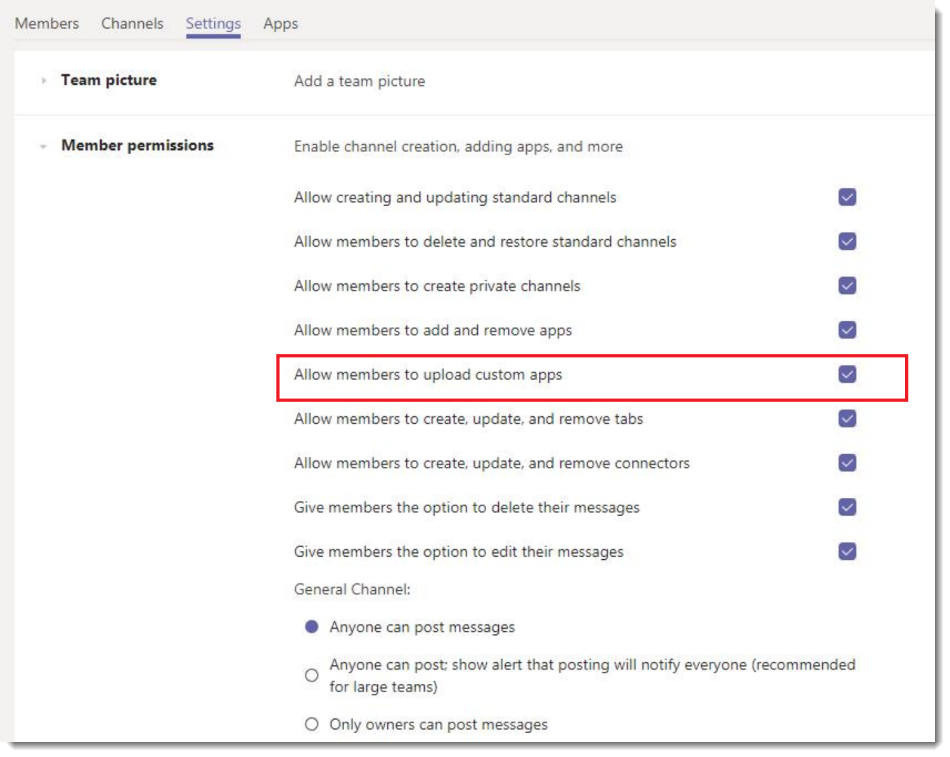 Members Channels Settings Apps
Team picture Add a team picture
Member permissions Enable channel creation, adding apps, and more
Allow creating and updating standard channels
Allow members to delete and restore standard channels
Allow members to create private channels
Allow members to add and remove apps
Allow members to upload custom apps
Allow members to create, update, and remove tabs
Allow members to create, update, and remove connectors
Give members the option to delete their messages
Give members the option to edit their messages
General Channel:
Anyone can post messages
Anyone can post; show alert that posting will notify everyone (recommended
for large teams)
Only owners can post messages